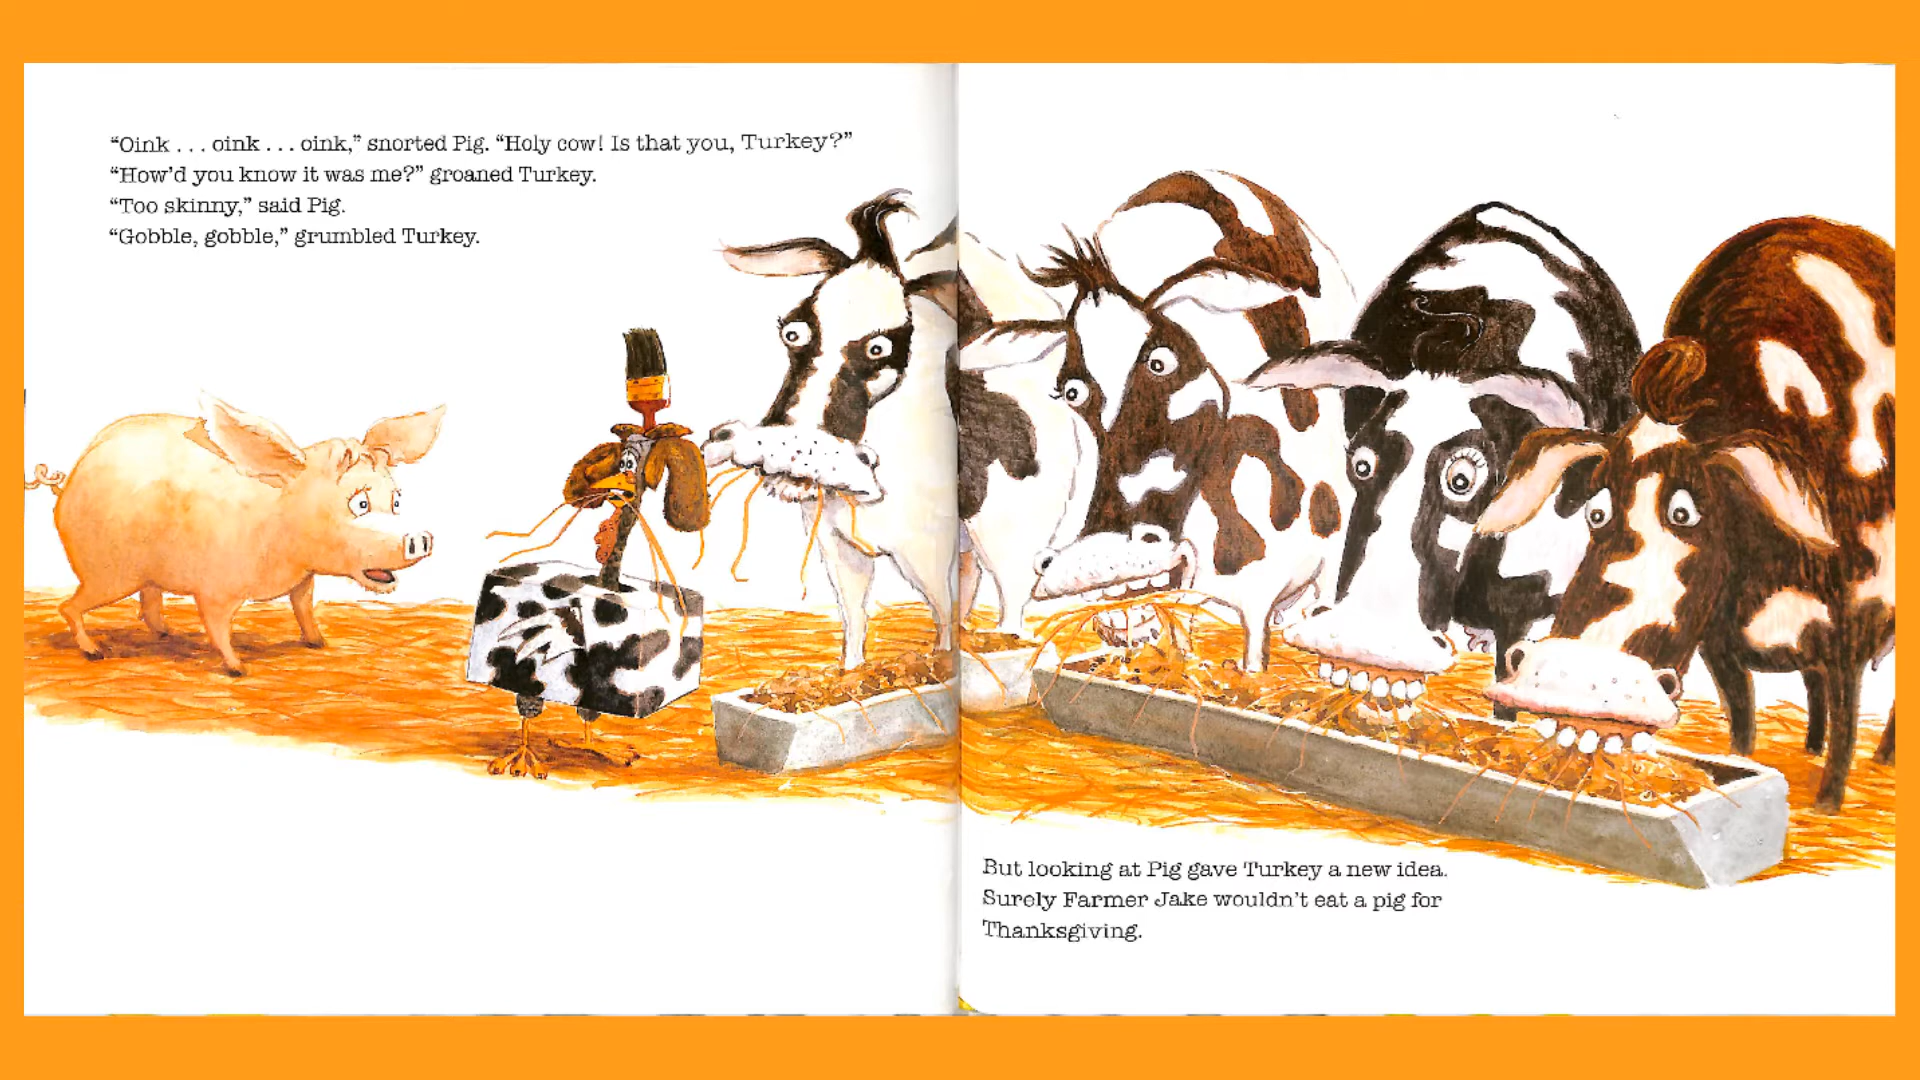 “Oink . . . oink . . . oink,” snorted Pig. “Holy cow! Is that you, Turkey?”
“How’d you know it was me?” groaned Turkey.
“Too skinny,” said Pig.
“Gobble, gobble,” grumbled Turkey.
But looking at Pig gave Turkey a new idea.
Surely Farmer Jake wouldn’t eat a pig for
Thanksgiving.